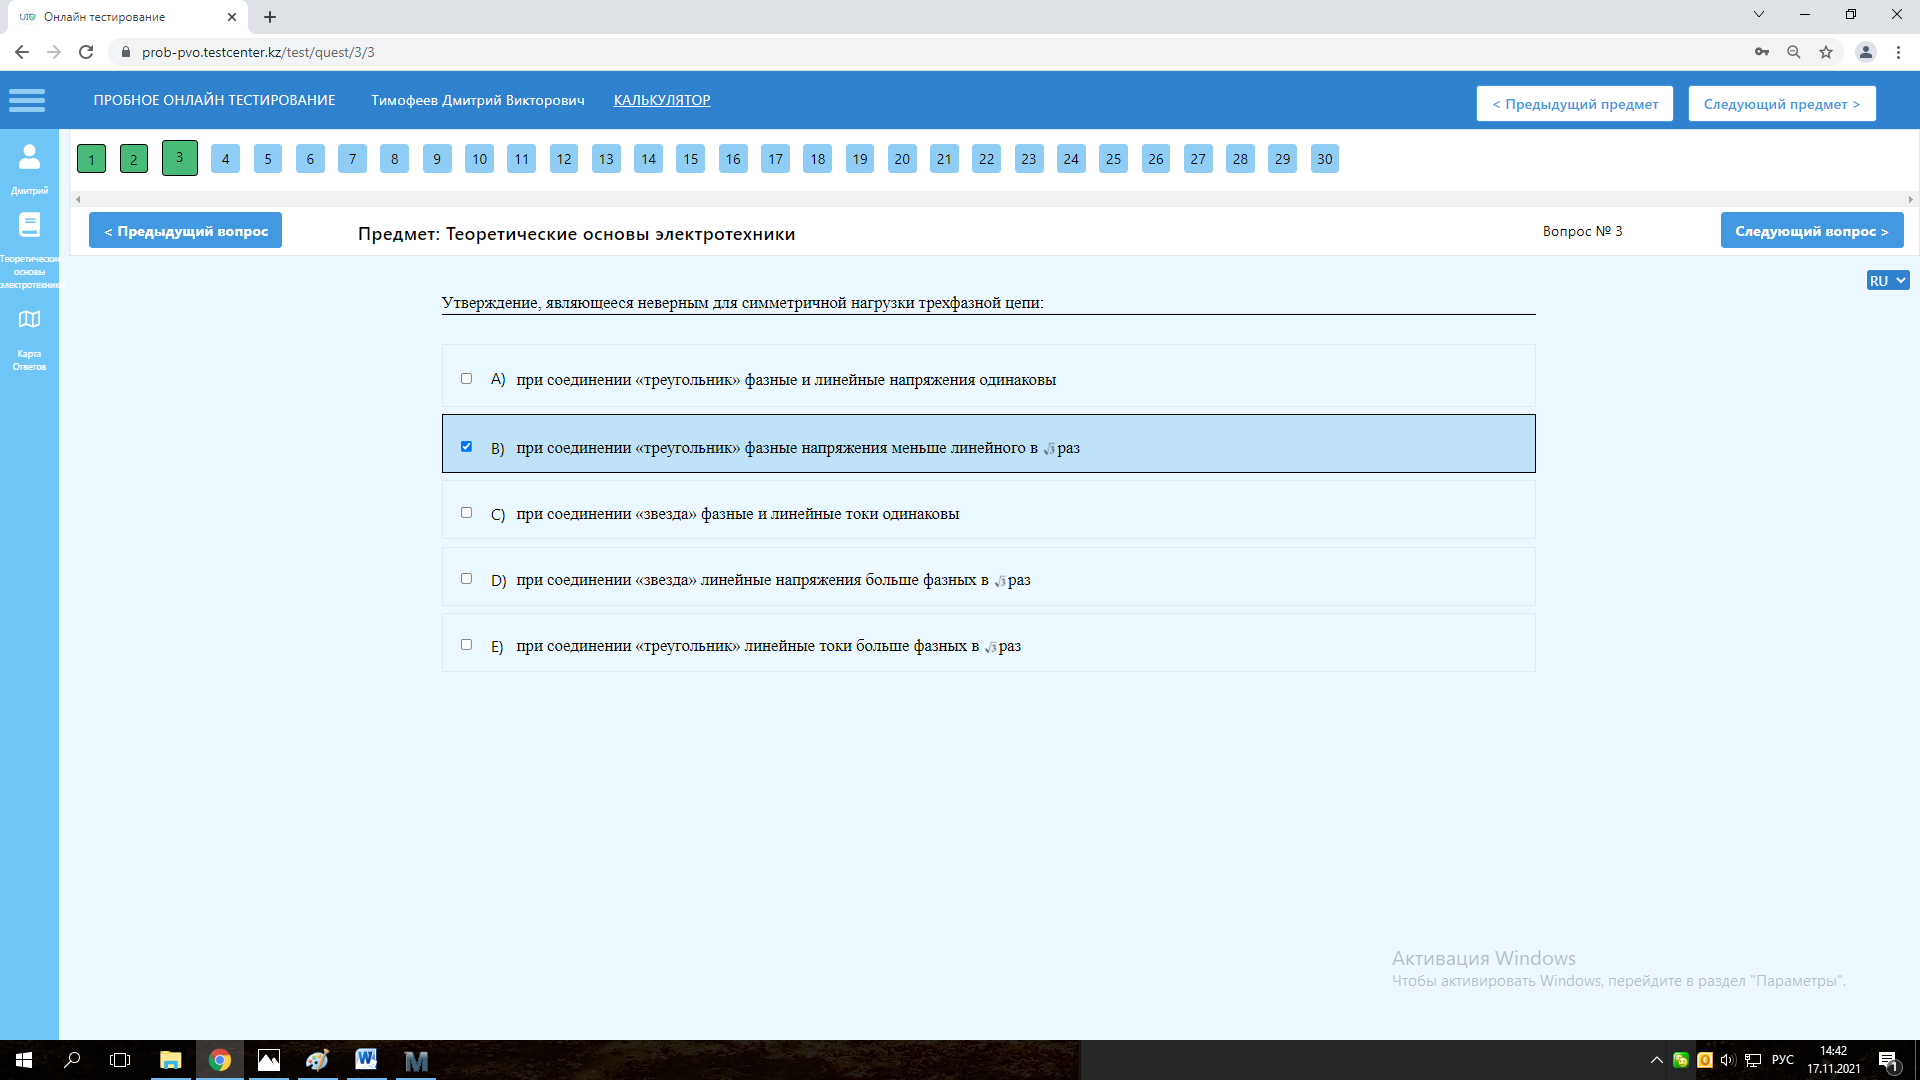 Онлайн тестирование
prob-pvo.testcenter.kz/test/quest/3/3
ПРОБНОЕ ОНЛАЙН ТЕСТИРОВАНИЕ Тимофеев Дмитрий Викторович КАЛЬКУЛЯТОР < Предыдущий предмет Следующий предмет >
1 2 3 4 5 6 7 8 9 10 11 12 13 14 15 16 17 18 19 20 21 22 23 24 25 26 27 28 29 30
Дмитрий
Теоретические
основы
электротехники
Карта
Ответов
< Предыдущий вопрос Предмет: Теоретические основы электротехники Вопрос № 3 Следующий вопрос >
RU
Утверждение, являющееся неверным для симметричной нагрузки трехфазной цепи:
A) при соединении «треугольник» фазные и линейные напряжения одинаковы
B) при соединении «треугольник» фазные напряжения меньше линейного в √3 раз
C) при соединении «звезда» фазные и линейные токи одинаковы
D) при соединении «звезда» линейные напряжения больше фазных в √3 раз
E) при соединении «треугольник» линейные токи больше фазных в √3 раз
Активация Windows
Чтобы активировать Windows, перейдите в раздел "Параметры".
РУС
14:42
17.11.2021
1